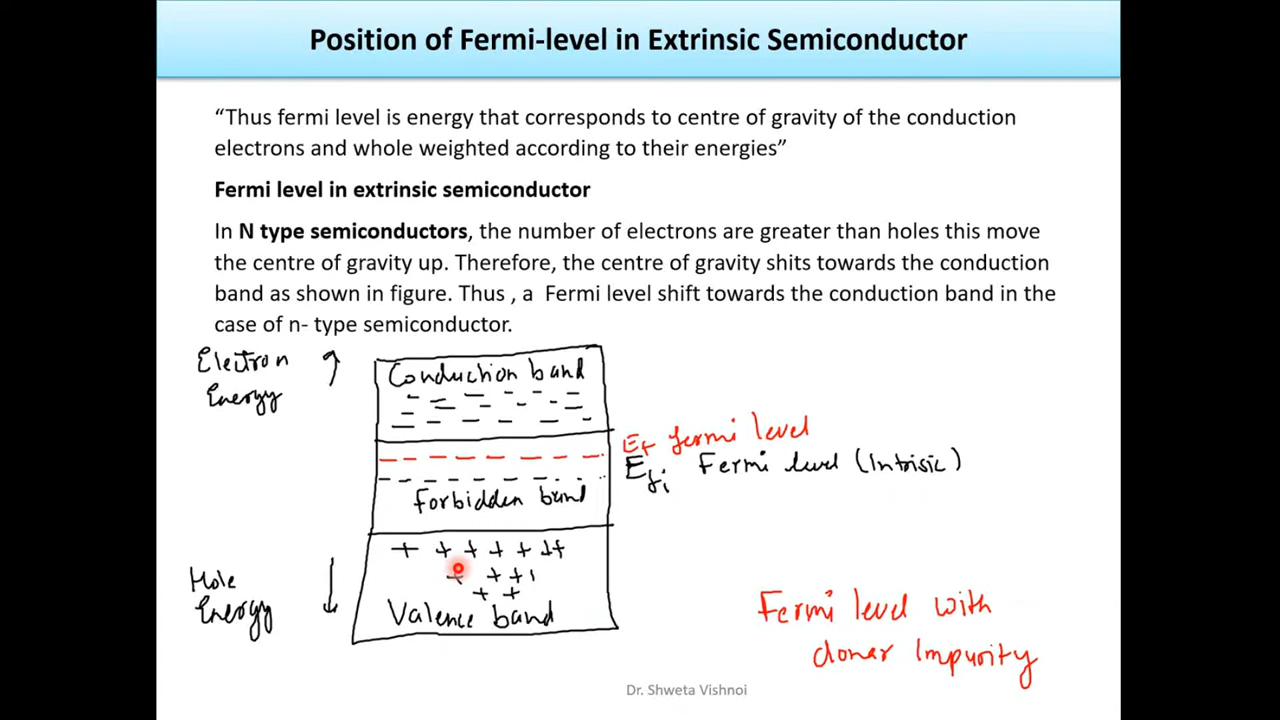 Position of Fermi-level in Extrinsic Semiconductor
“Thus fermi level is energy that corresponds to centre of gravity of the conduction
electrons and whole weighted according to their energies”
Fermi level in extrinsic semiconductor
In N type semiconductors, the number of electrons are greater than holes this move
the centre of gravity up. Therefore, the centre of gravity shits towards the conduction
band as shown in figure. Thus , a Fermi level shift towards the conduction band in the
case of n- type semiconductor.
Electron
Energy
Conduction band
Ef fermi level
Efi Fermi level (Intrisic)
Forbidden band
Hole
Energy
Valence band
Fermi level with
donar Impurity
Dr. Shweta Vishnoi